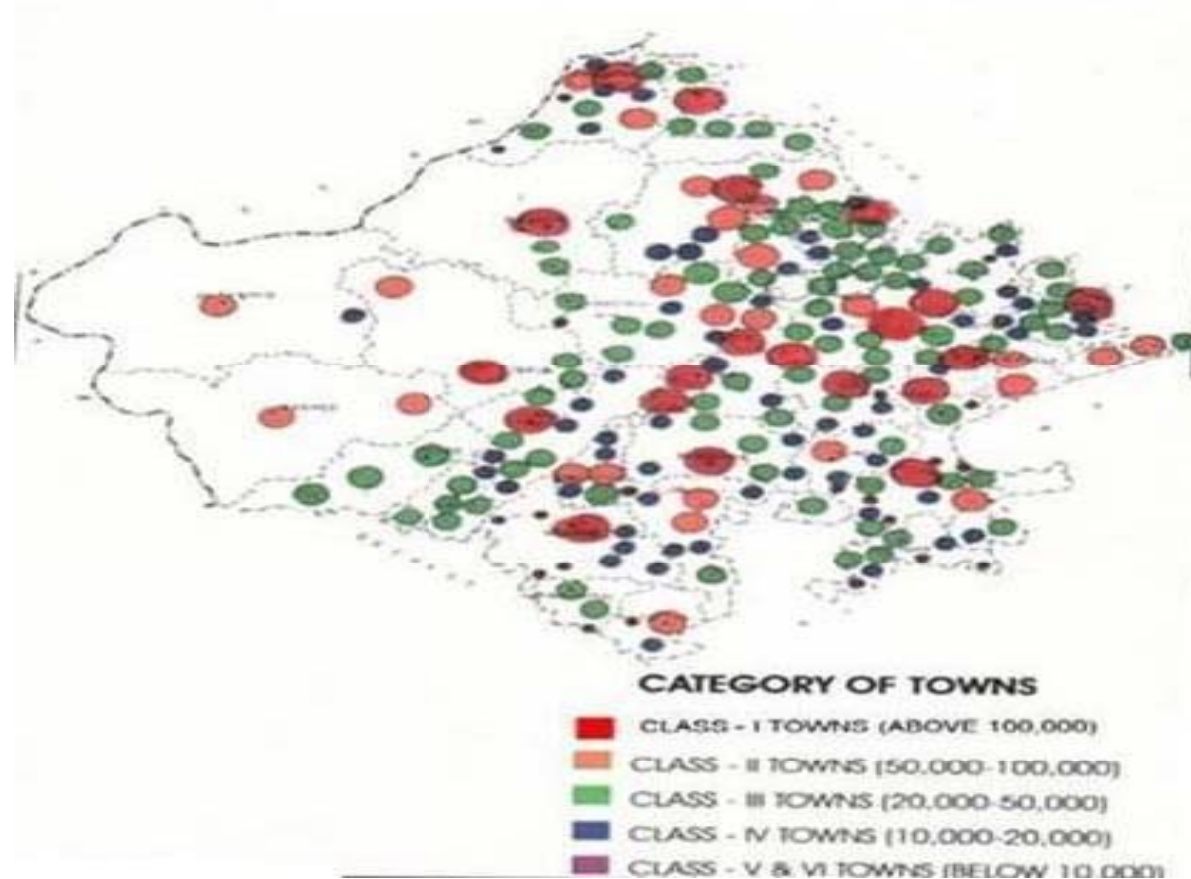 CATEGORY OF TOWNS
CLASS - I TOWNS (ABOVE 100,000)
CLASS - II TOWNS (50,000-100,000)
CLASS - III TOWNS (20,000-50,000)
CLASS - IV TOWNS (10,000-20,000)
CLASS - V & VI TOWNS (BELOW 10,000)